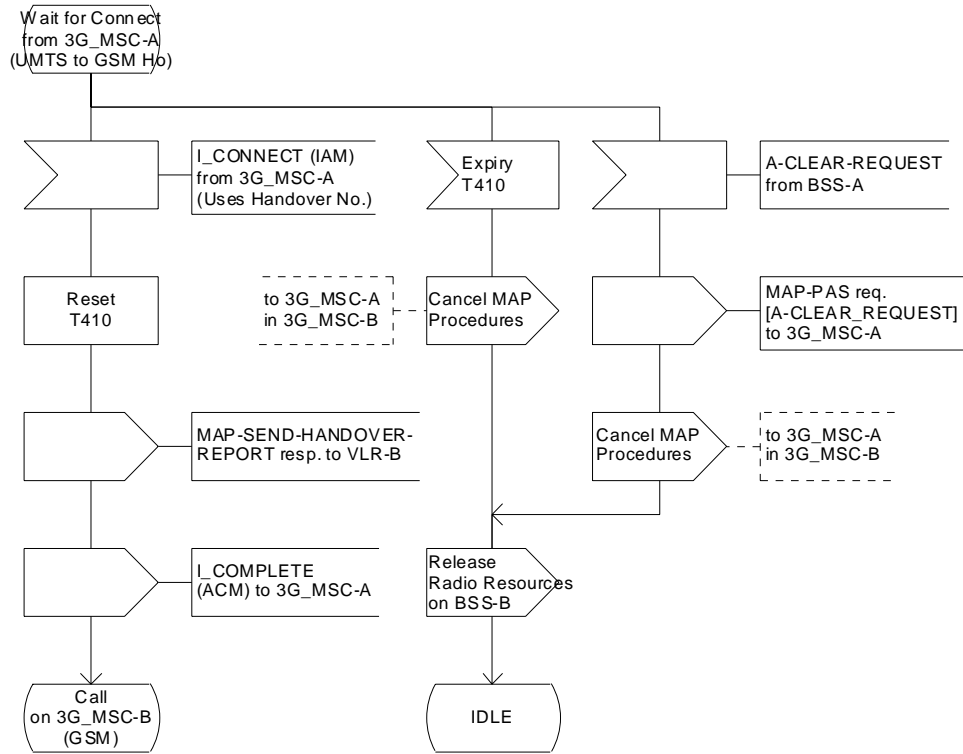 Wait for Connect
from 3G_MSC-A
(UMTS to GSM Ho)
I_CONNECT (IAM)
from 3G_MSC-A
(Uses Handover No.)
Expiry
T410
A-CLEAR-REQUEST
from BSS-A
Reset
T410
to 3G_MSC-A
in 3G_MSC-B
Cancel MAP
Procedures
MAP-PAS req.
[A-CLEAR_REQUEST]
to 3G_MSC-A
MAP-SEND-HANDOVER-
REPORT resp. to VLR-B
Cancel MAP
Procedures
to 3G_MSC-A
in 3G_MSC-B
I_COMPLETE
(ACM) to 3G_MSC-A
Release
Radio Resources
on BSS-B
Call
on 3G_MSC-B
(GSM)
IDLE